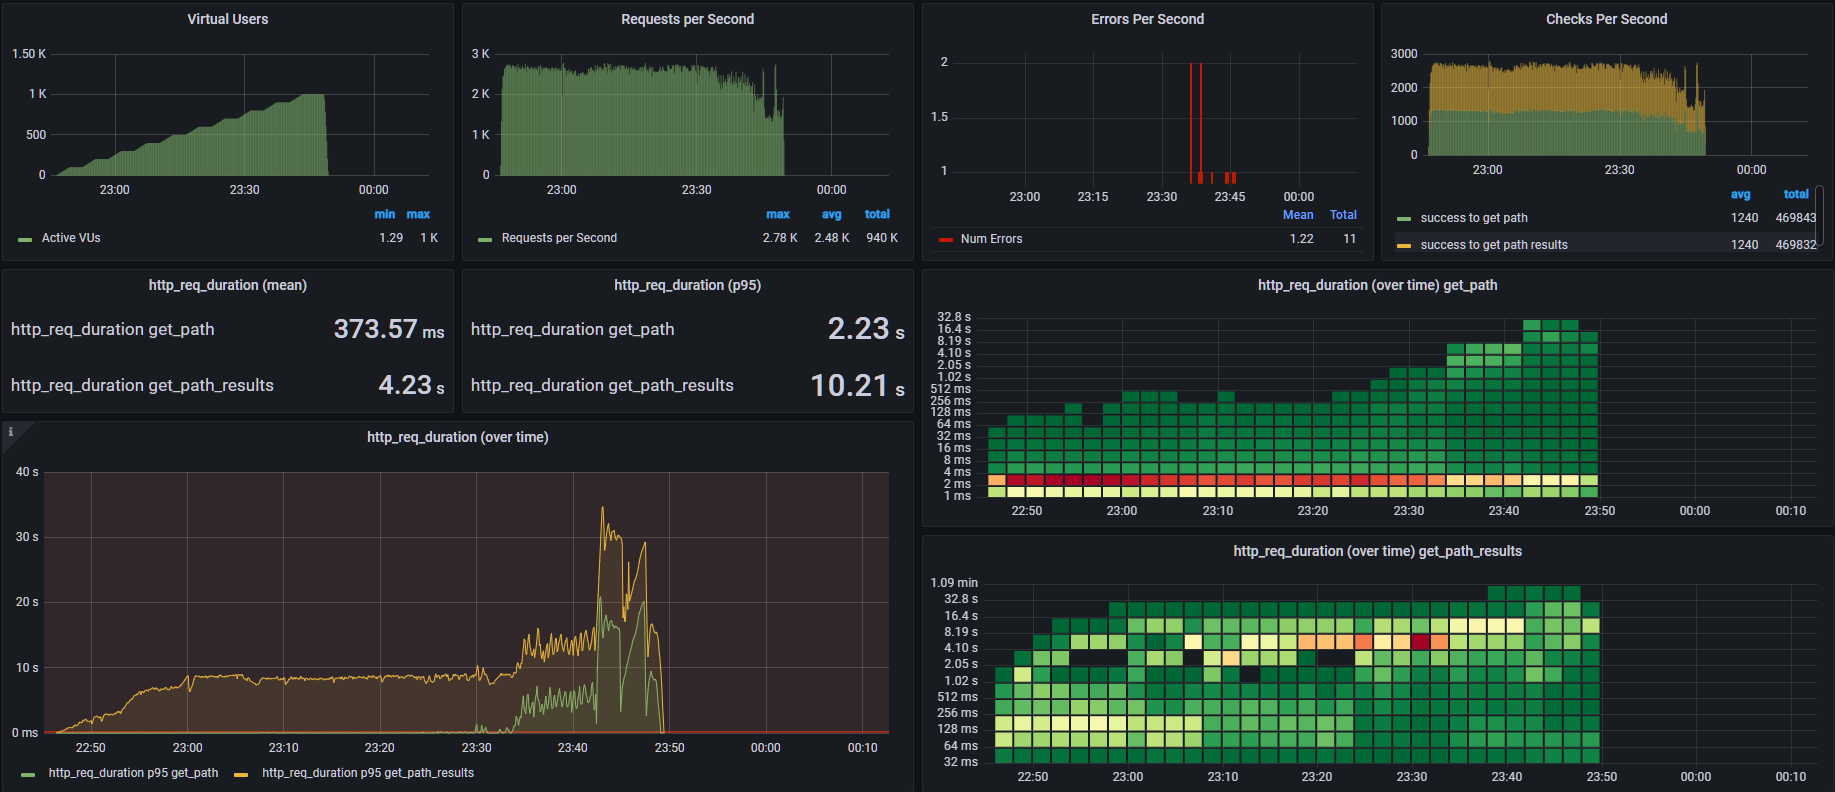 Virtual Users
1.50 K
1 K
500
0
23:00 23:30 00:00
min max
Active VUs 1.29 1 K
Requests per Second
3 K
2 K
1 K
0
23:00 23:30 00:00
max avg total
Requests per Second 2.78 K 2.48 K 940 K
Errors Per Second
2
1.5
1
23:00 23:15 23:30 23:45 00:00
Mean Total
Num Errors 1.22 11
Checks Per Second
3000
2000
1000
0
23:00 23:30 00:00
avg total
success to get path 1240 469843
success to get path results 1240 469832
http_req_duration (mean)
http_req_duration get_path 373.57 ms
http_req_duration get_path_results 4.23 s
http_req_duration (p95)
http_req_duration get_path 2.23 s
http_req_duration get_path_results 10.21 s
http_req_duration (over time) get_path
32.8 s
16.4 s
8.19 s
4.10 s
2.05 s
1.02 s
512 ms
256 ms
128 ms
64 ms
32 ms
16 ms
8 ms
4 ms
2 ms
1 ms
22:50 23:00 23:10 23:20 23:30 23:40 23:50 00:00 00:10
i
http_req_duration (over time)
40 s
30 s
20 s
10 s
0 ms
22:50 23:00 23:10 23:20 23:30 23:40 23:50 00:00 00:10
http_req_duration p95 get_path http_req_duration p95 get_path_results
http_req_duration (over time) get_path_results
1.09 min
32.8 s
16.4 s
8.19 s
4.10 s
2.05 s
1.02 s
512 ms
256 ms
128 ms
64 ms
32 ms
22:50 23:00 23:10 23:20 23:30 23:40 23:50 00:00 00:10